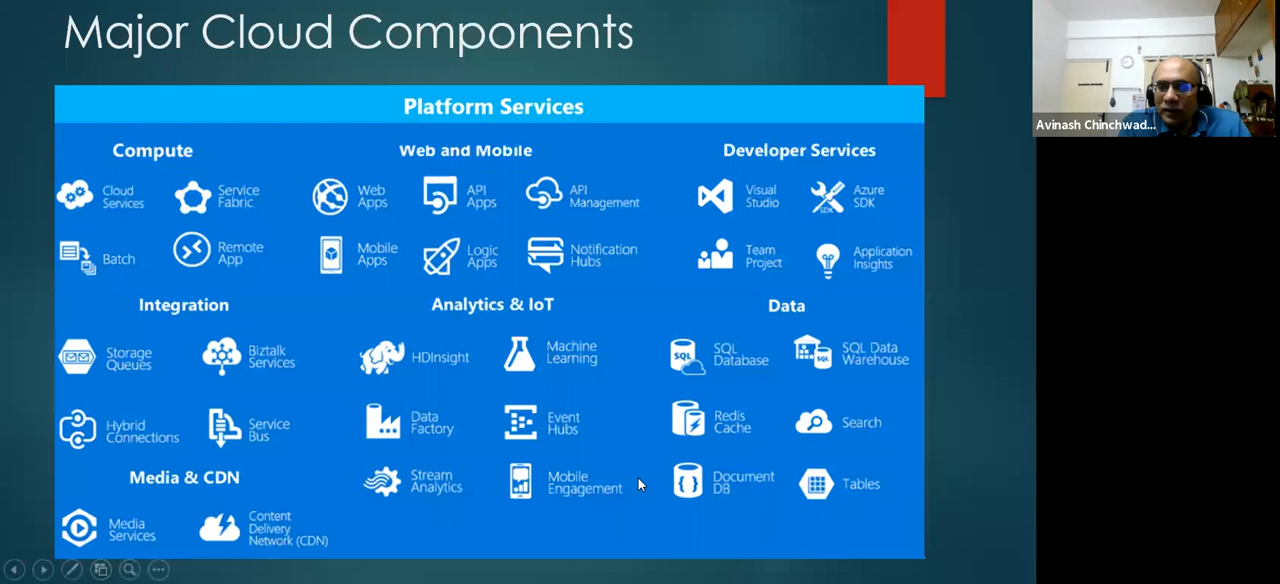 Major Cloud Components
Avinash Chinchwad...
Platform Services
Compute
Cloud
Services
Service
Fabric
Batch
Remote
App
Web and Mobile
Web
Apps
API
Apps
API
Management
Mobile
Apps
Logic
Apps
Notification
Hubs
Developer Services
Visual
Studio
SDK
Azure
SDK
Team
Project
Application
Insights
Integration
Storage
Queues
Biztalk
Services
Hybrid
Connections
Service
Bus
Analytics & IoT
HDInsight
Machine
Learning
Data
Factory
Event
Hubs
Stream
Analytics
Mobile
Engagement
Data
SQL
SQL
Database
SQL
SQL Data
Warehouse
Redis
Cache
Search
Document
DB
Tables
Media & CDN
Media
Services
Content
Delivery
Network (CDN)